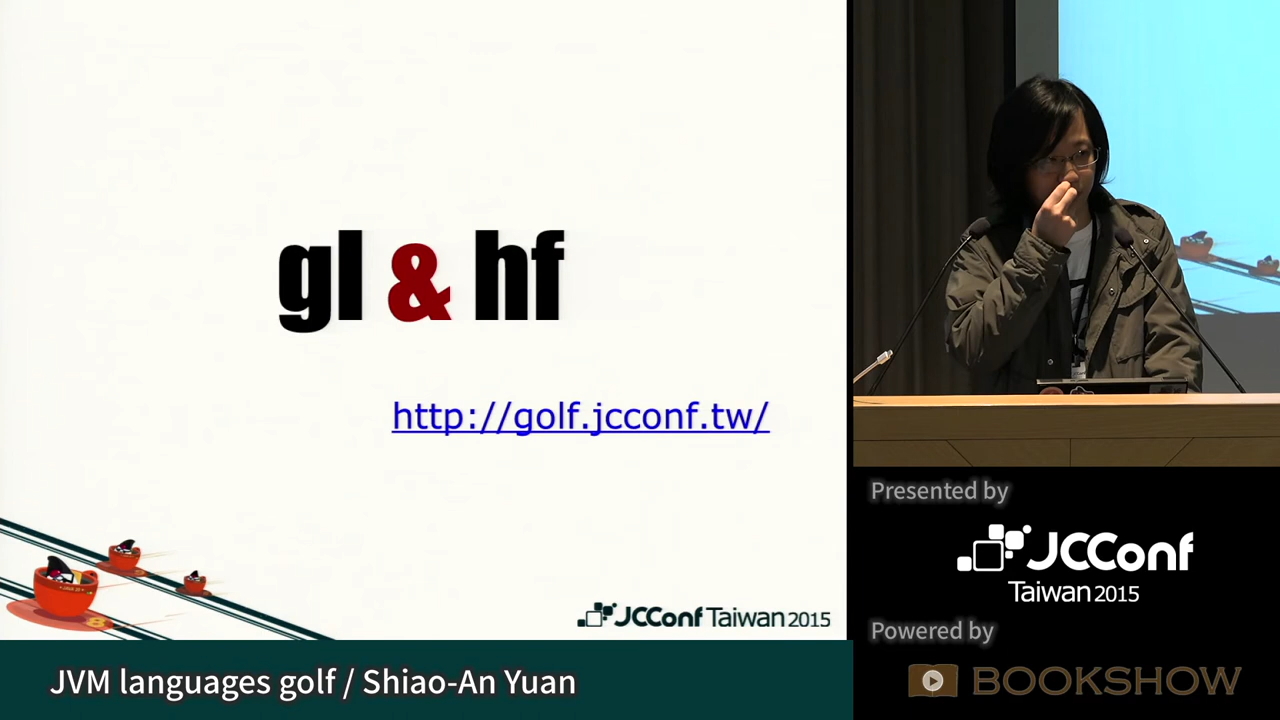 gl & hf
http://golf.jcconf.tw/
JCConf Taiwan 2015
JVM languages golf / Shiao-An Yuan
Presented by
JCConf
Taiwan 2015
Powered by
BOOKSHOW